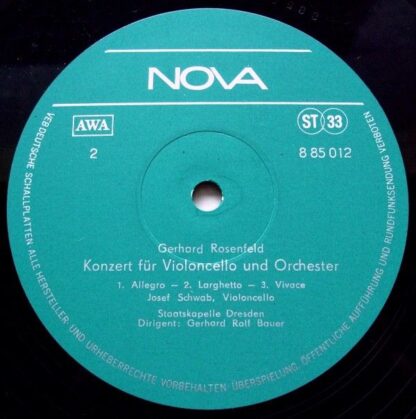 NOVA
AWA
ST 33
2
8 85 012
Gerhard Rosenfeld
Konzert für Violoncello und Orchester
1. Allegro — 2. Larghetto — 3. Vivace
Josef Schwab, Violoncello
Staatskapelle Dresden
Dirigent: Gerhard Rolf Bauer
VEB DEUTSCHE SCHALLPLATTEN ALLE HERSTELLER- UND URHEBERRECHTE VORBEHALTEN ÜBERSPIELUNG, ÖFFENTLICHE AUFFÜHRUNG UND RUNDFUNKSENDUNG VERBOTEN